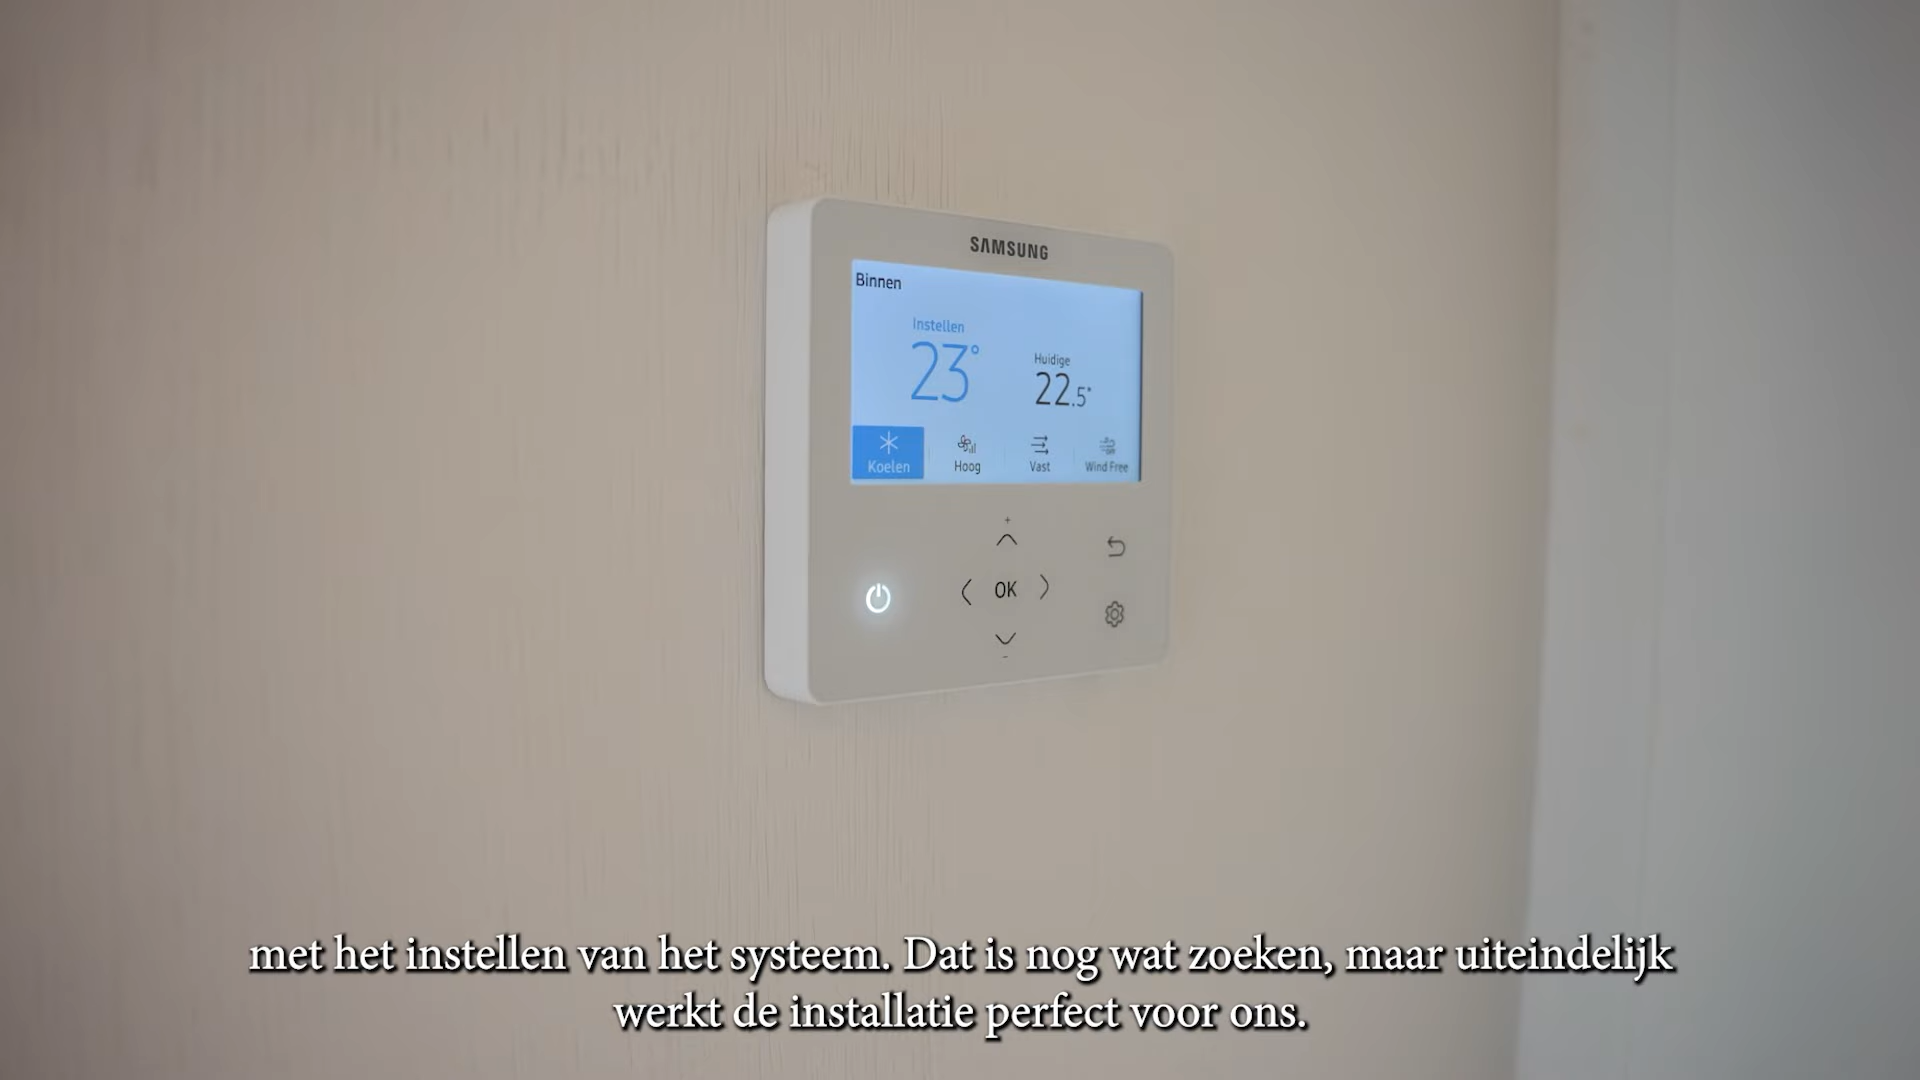 SAMSUNG
Binnen
Instellen
23°
Huidige
22.5°
Koelen
Hoog
Vast
OFF
Wind Free
+
OK
-
met het instellen van het systeem. Dat is nog wat zoeken, maar uiteindelijk
werkt de installatie perfect voor ons.